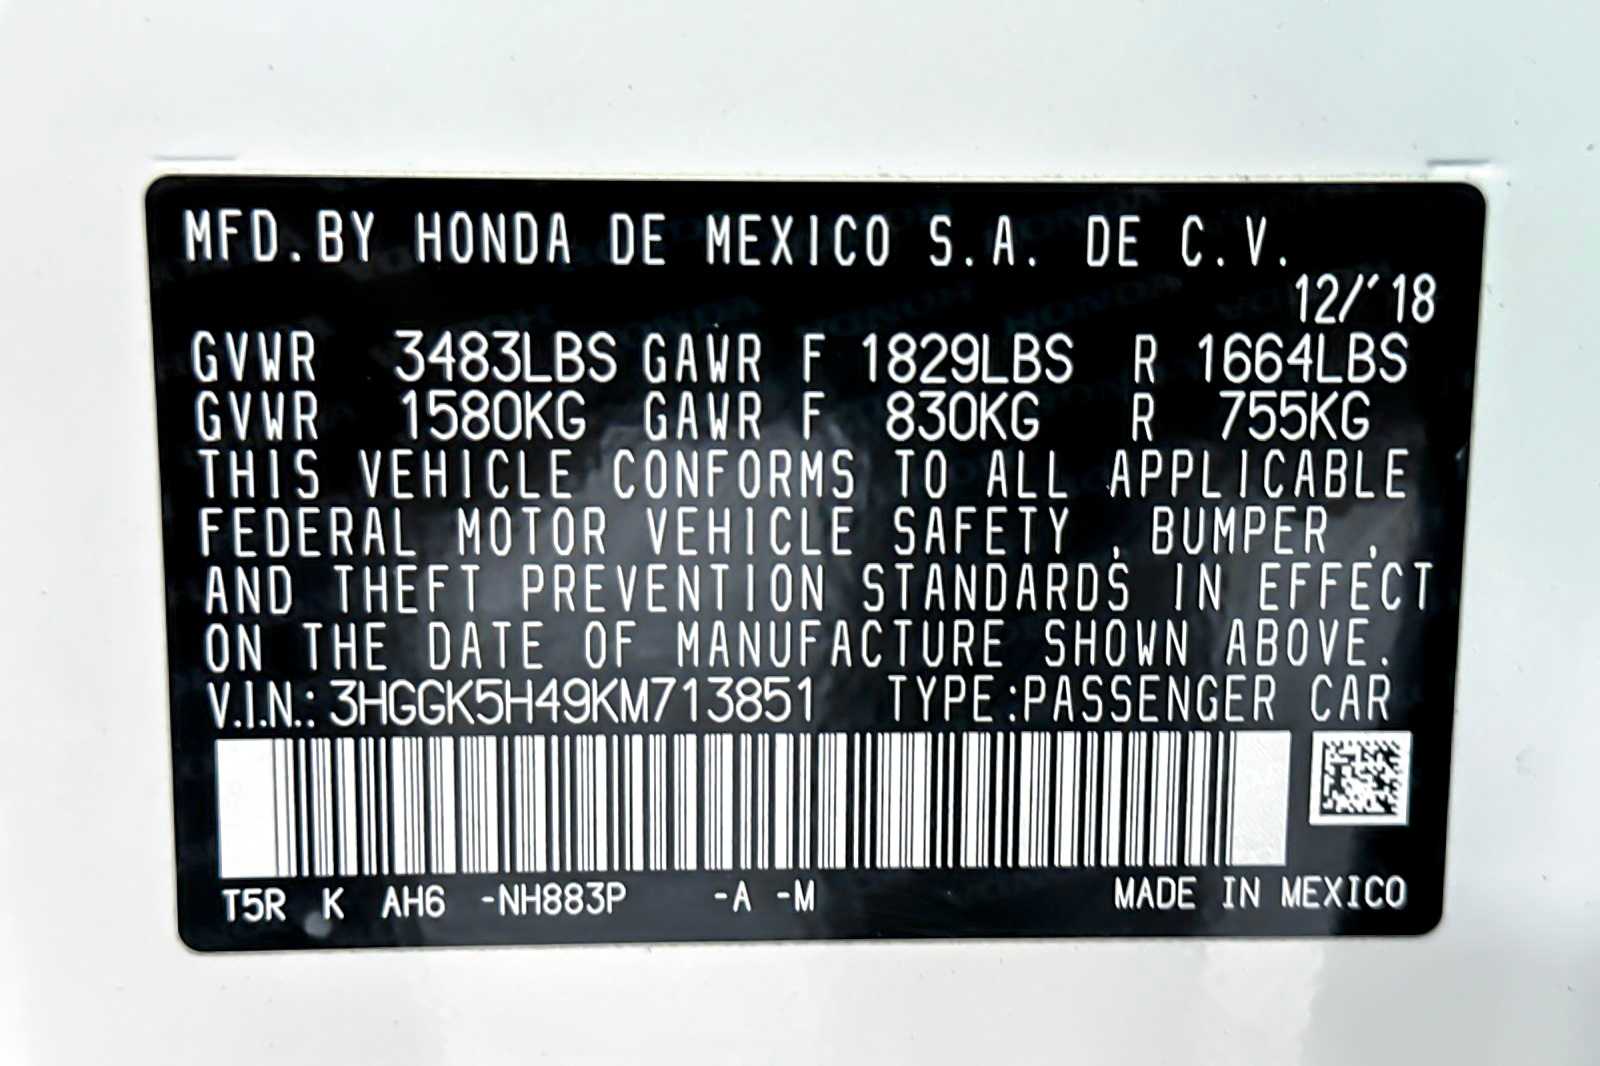 MFD.BY HONDA DE MEXICO S.A. DE C.V.
12/'18
GVWR 3483LBS GAWR F 1829LBS R 1664LBS
GVWR 1580KG GAWR F 830KG R 755KG
THIS VEHICLE CONFORMS TO ALL APPLICABLE
FEDERAL MOTOR VEHICLE SAFETY , BUMPER ,
AND THEFT PREVENTION STANDARDS IN EFFECT
ON THE DATE OF MANUFACTURE SHOWN ABOVE.
V.I.N.: 3HGGK5H49KM713851 TYPE:PASSENGER CAR
T5R K AH6 -NH883P -A -M MADE IN MEXICO